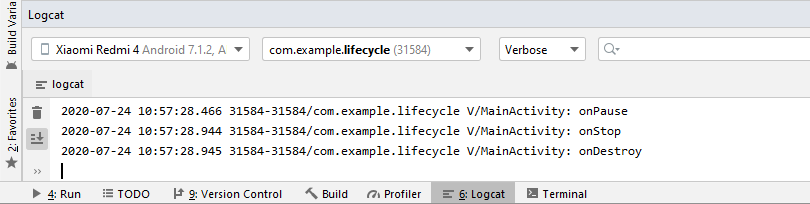 Logcat
Xiaomi Redmi 4 Android 7.1.2, A
com.example.lifecycle (31584)
Verbose
logcat
2020-07-24 10:57:28.466 31584-31584/com.example.lifecycle V/MainActivity: onPause
2020-07-24 10:57:28.944 31584-31584/com.example.lifecycle V/MainActivity: onStop
2020-07-24 10:57:28.945 31584-31584/com.example.lifecycle V/MainActivity: onDestroy
Build Varia
2: Favorites
4: Run
TODO
9: Version Control
Build
Profiler
6: Logcat
Terminal